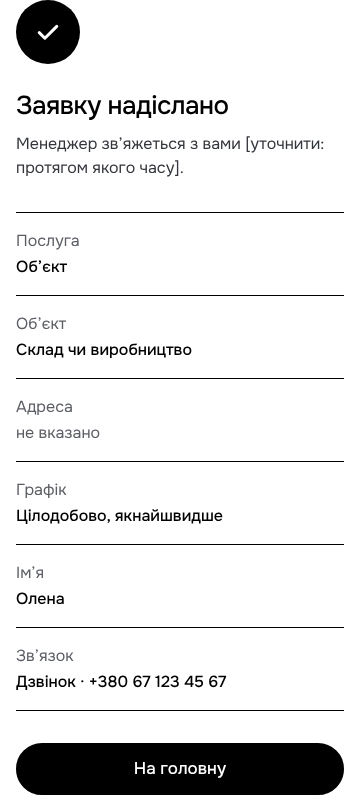 Заявку надіслано
Менеджер зв’яжеться з вами [уточнити:
протягом якого часу].
Послуга
Об’єкт
Об’єкт
Склад чи виробництво
Адреса
не вказано
Графік
Цілодобово, якнайшвидше
Ім’я
Олена
Зв’язок
Дзвінок · +380 67 123 45 67
На головну